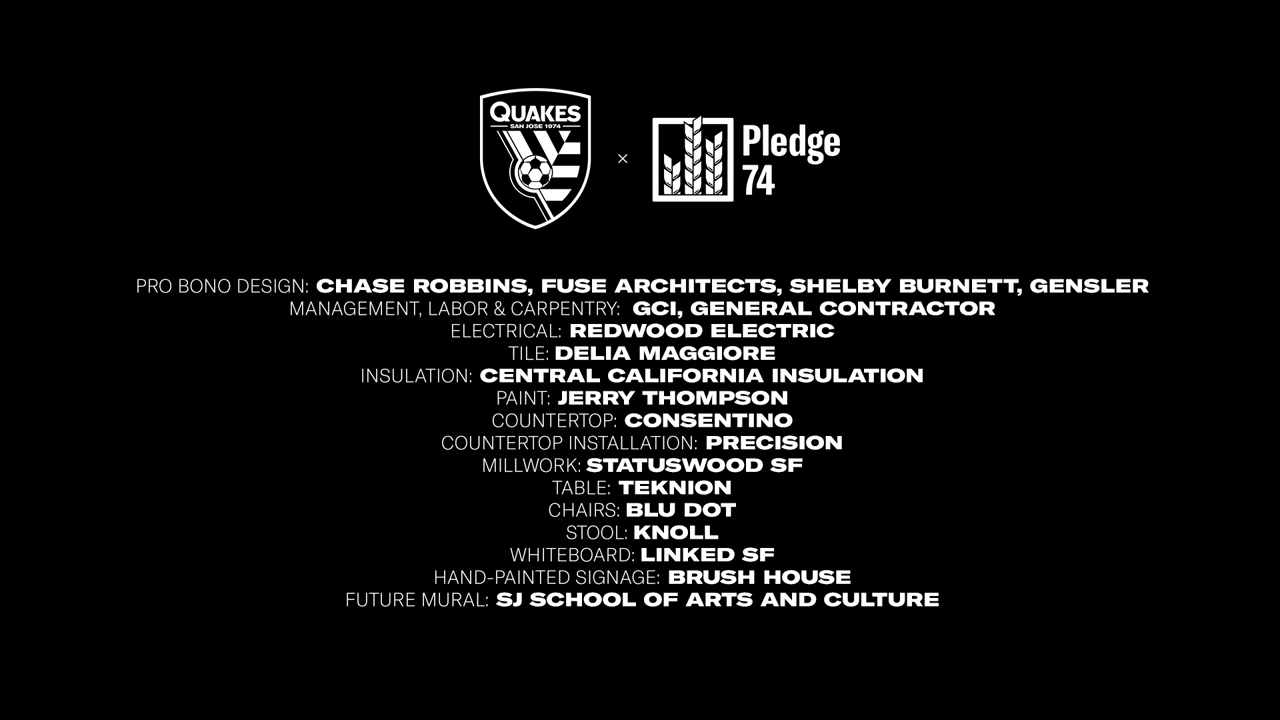 QUAKES
SAN JOSE 1974
×
Pledge
74
PRO BONO DESIGN: CHASE ROBBINS, FUSE ARCHITECTS, SHELBY BURNETT, GENSLER
MANAGEMENT, LABOR & CARPENTRY: GCI, GENERAL CONTRACTOR
ELECTRICAL: REDWOOD ELECTRIC
TILE: DELIA MAGGIORE
INSULATION: CENTRAL CALIFORNIA INSULATION
PAINT: JERRY THOMPSON
COUNTERTOP: CONSENTINO
COUNTERTOP INSTALLATION: PRECISION
MILLWORK: STATUSWOOD SF
TABLE: TEKNION
CHAIRS: BLU DOT
STOOL: KNOLL
WHITEBOARD: LINKED SF
HAND-PAINTED SIGNAGE: BRUSH HOUSE
FUTURE MURAL: SJ SCHOOL OF ARTS AND CULTURE